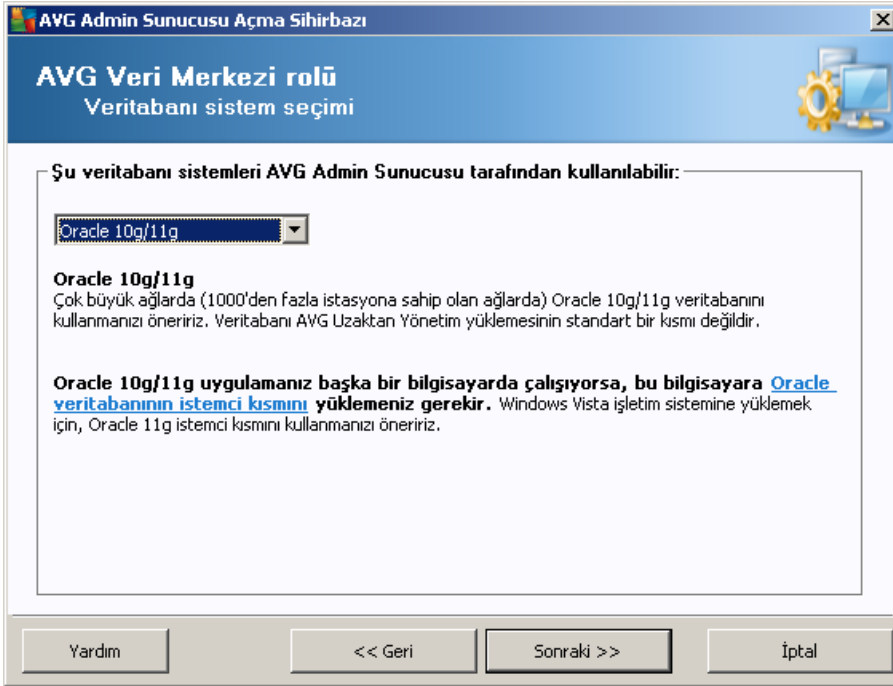 AVG Admin Sunucusu Açma Sihirbazı
AVG Veri Merkezi rolü
Veritabanı sistem seçimi
Şu veritabanı sistemleri AVG Admin Sunucusu tarafından kullanılabilir:
Oracle 10g/11g
Oracle 10g/11g
Çok büyük ağlarda (1000'den fazla istasyona sahip olan ağlarda) Oracle 10g/11g veritabanını
kullanmanızı öneririz. Veritabanı AVG Uzaktan Yönetim yüklemesinin standart bir kısmı değildir.
Oracle 10g/11g uygulamanız başka bir bilgisayarda çalışıyorsa, bu bilgisayara Oracle
veritabanının istemci kısmını yüklemeniz gerekir. Windows Vista işletim sistemine yüklemek
için, Oracle 11g istemci kısmını kullanmanızı öneririz.
Yardım
<< Geri
Sonraki >>
İptal